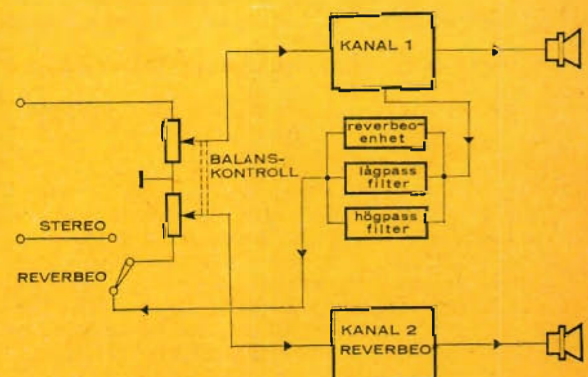 KANAL 1
reverbeo-
enhet
lågpass
filter
högpass
filter
BALANS-
KONTROLL
STEREO
REVERBEO
KANAL 2
REVERBEO